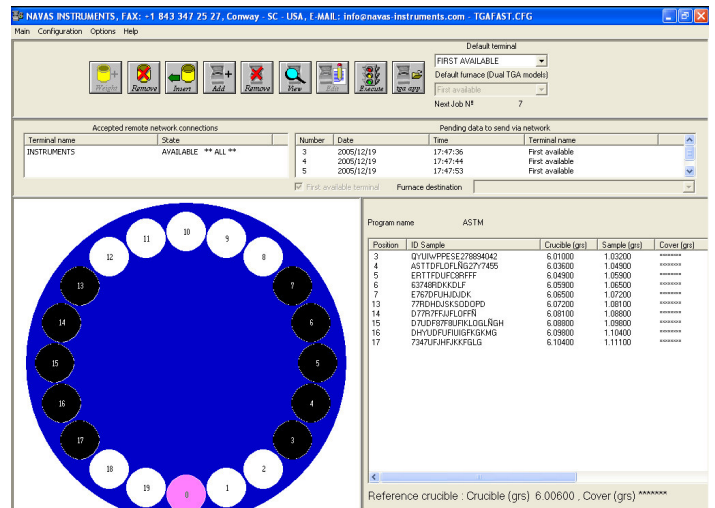 NAVAS INSTRUMENTS, FAX: -1 843 347 25 27, Conway - SC - USA, E-MAIL: info@navas-instruments.com - TGAFAST.CFG
Main Configuration Options Help
Default terminal
FIRST AVAILABLE
Default furnace (Dual TGA models)
First available
Next Job Nº 7
Weight Remove Insert Add Remove View Edit Execute tga app.
Accepted remote network connections
Terminal name State
INSTRUMENTS AVAILABLE ** ALL **
Pending data to send via network
Number Date Time Terminal name
3 2005/12/19 17:47:36 First available
4 2005/12/19 17:47:44 First available
5 2005/12/19 17:47:53 First available
First available terminal Furnace destination
10
11 9
12 8
13 7
14 6
15 5
16 4
17 3
18 2
19 1
0
Program name ASTM
Position ID Sample Crucible (grs) Sample (grs) Cover (grs)
3 QYUIWPPESE278894042 6.01000 1.03200 *******
4 ASTTDFLOFLÑG27Y7455 6.03600 1.04900 *******
5 ERTTFDUFC8RFFF 6.04900 1.05900 *******
6 63748RDKKDLF 6.05900 1.06500 *******
7 E767DFUHJDJDK 6.06500 1.07200 *******
13 77RDHDJSKSODOPD 6.07200 1.08100 *******
14 D77R7FFJJFLOFFÑ 6.08100 1.08800 *******
15 D7UDF87F8UFIKLOGLÑGH 6.08800 1.09800 *******
16 DHYUDFUFIUIGFKGKMG 6.09800 1.10400 *******
17 7347UFJHFJKKFGLG 6.10400 1.11100 *******
Reference crucible : Crucible (grs) 6.00600 , Cover (grs) *******